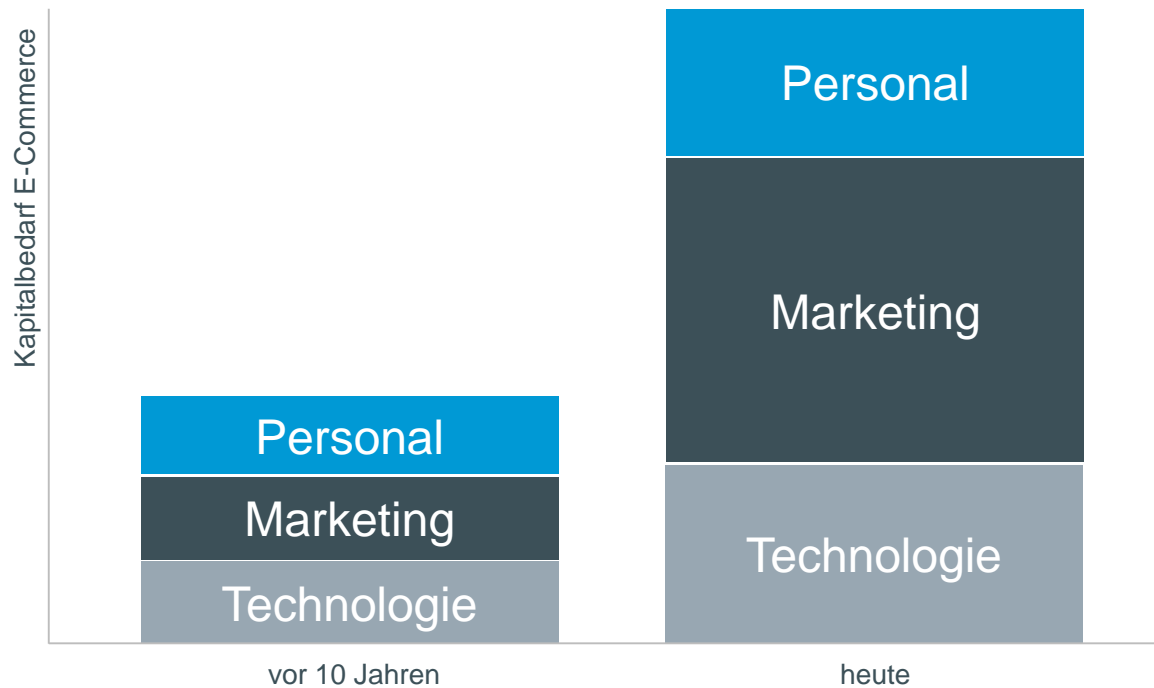 Kapitalbedarf E-Commerce
Personal
Marketing
Technologie
Personal
Marketing
Technologie
vor 10 Jahren
heute